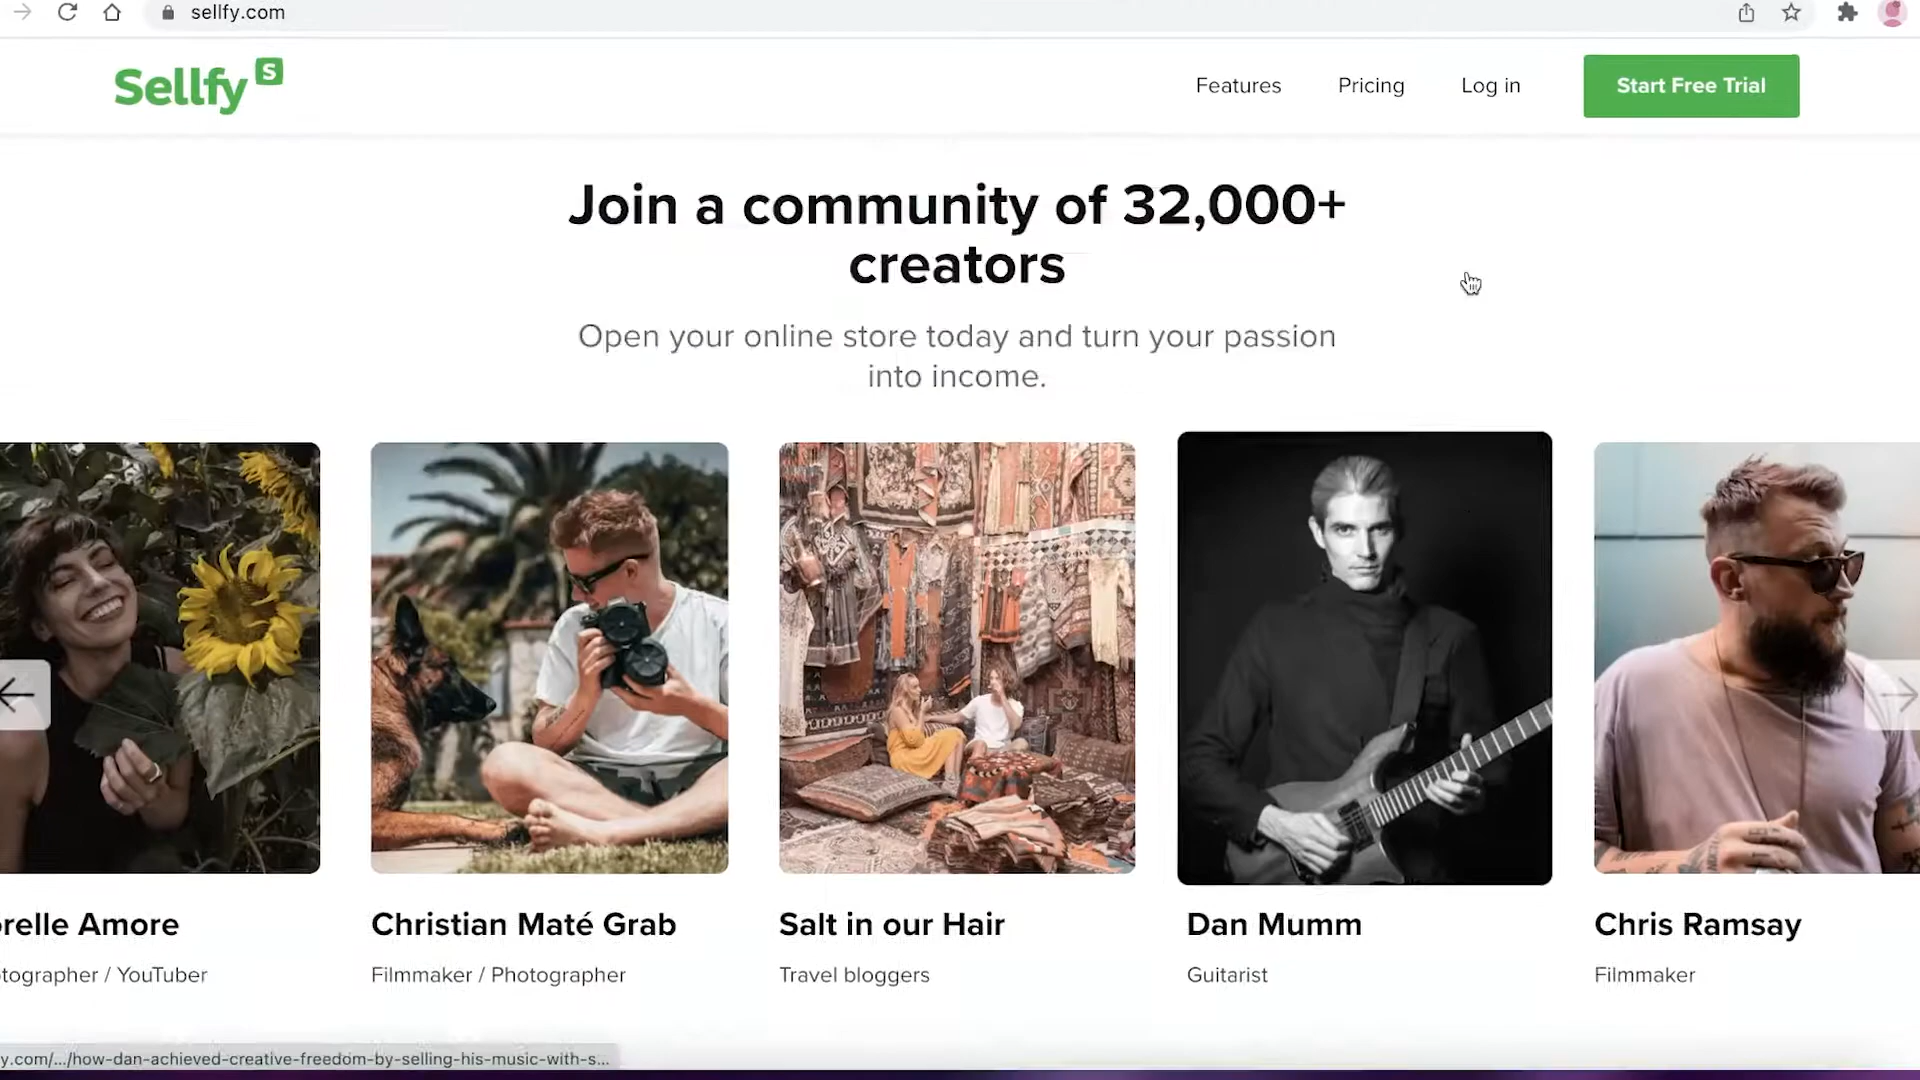 sellfy.com
Sellfy S
Features
Pricing
Log in
Start Free Trial
Join a community of 32,000+
creators
Open your online store today and turn your passion
into income.
relle Amore
tographer / YouTuber
Christian Maté Grab
Filmmaker / Photographer
Salt in our Hair
Travel bloggers
Dan Mumm
Guitarist
Chris Ramsay
Filmmaker
y.com/.../how-dan-achieved-creative-freedom-by-selling-his-music-with-s...